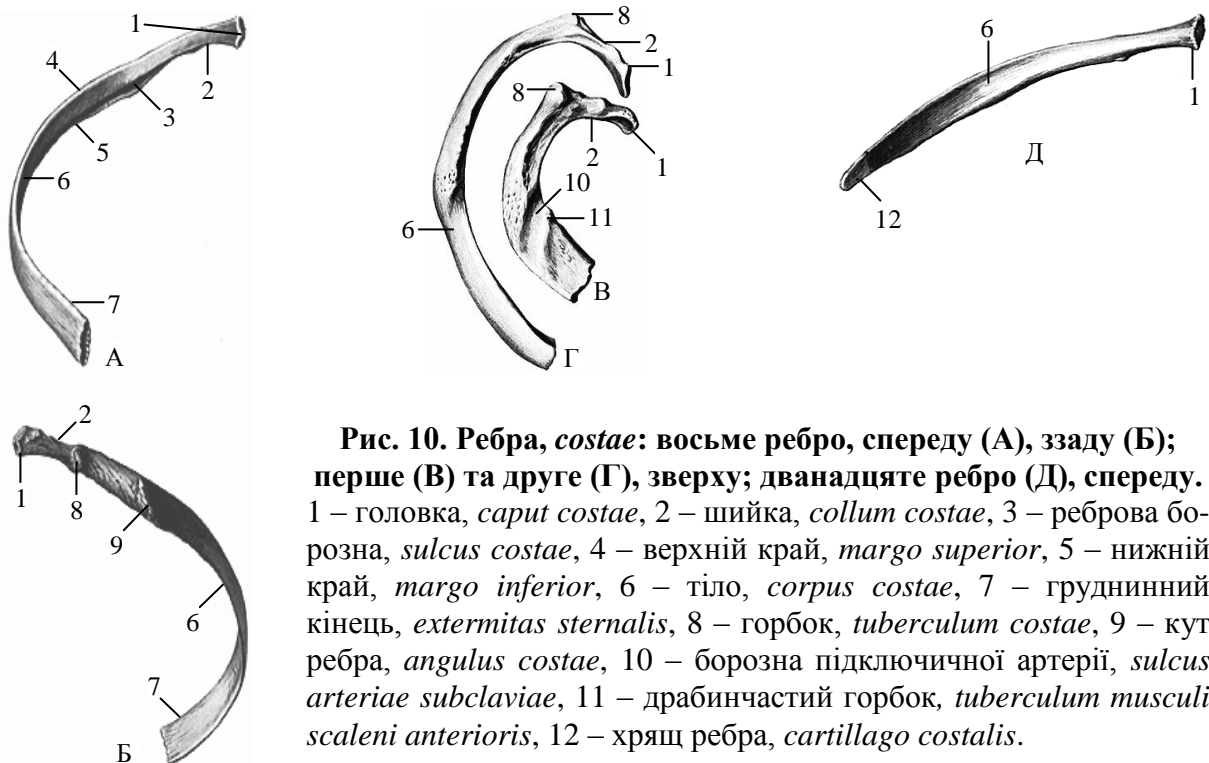 1
2
4
3
5
6
7
А
8
2
1
8
2
1
10
11
6
В
Г
6
1
Д
12
2
1
8
9
6
7
Б
Рис. 10. Ребра, costae: восьме ребро, спереду (А), ззаду (Б);
перше (В) та друге (Г), зверху; дванадцяте ребро (Д), спереду.
1 – головка, caput costae, 2 – шийка, collum costae, 3 – реброва бо-
розна, sulcus costae, 4 – верхній край, margo superior, 5 – нижній
край, margo inferior, 6 – тіло, corpus costae, 7 – груднинний
кінець, extermitas sternalis, 8 – горбок, tuberculum costae, 9 – кут
ребра, angulus costae, 10 – борозна підключичної артерії, sulcus
arteriae subclaviae, 11 – драбинчастий горбок, tuberculum musculi
scaleni anterioris, 12 – хрящ ребра, cartillago costalis.